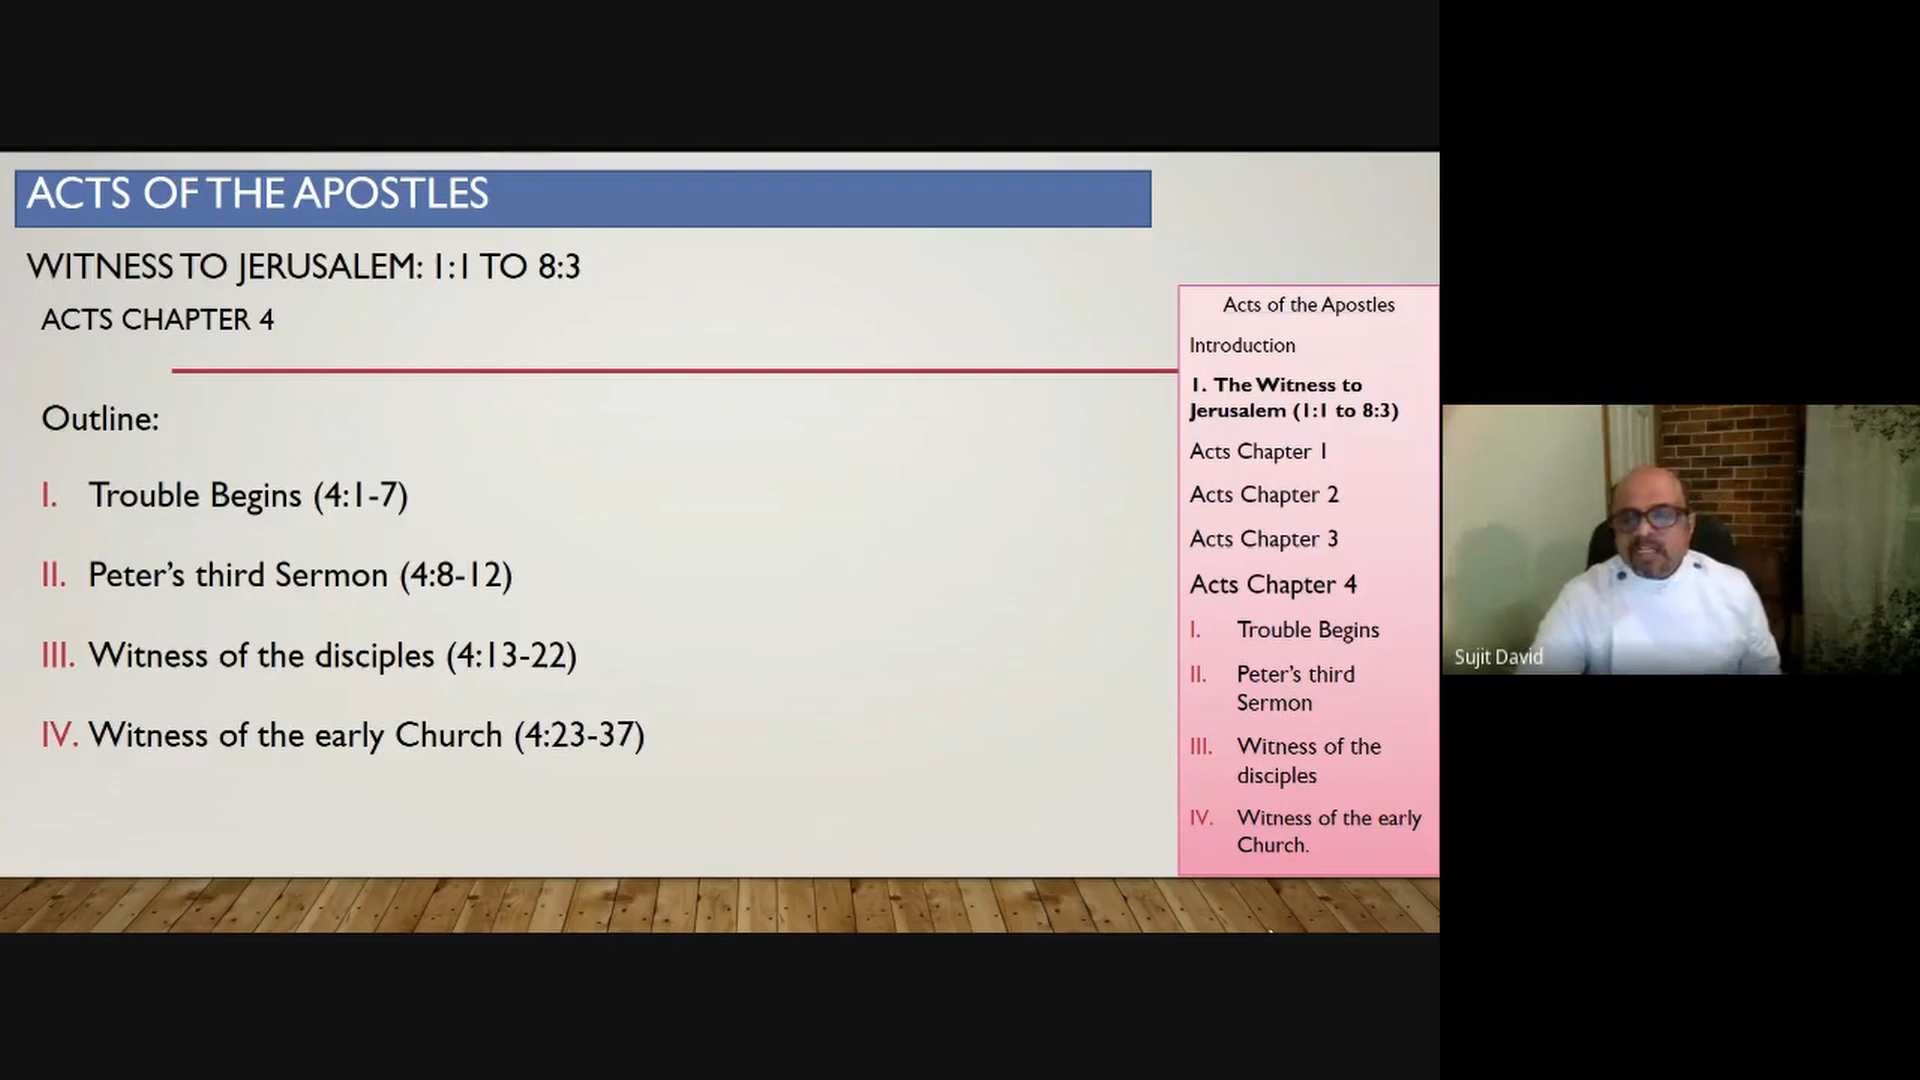 ACTS OF THE APOSTLES
WITNESS TO JERUSALEM: 1:1 TO 8:3
ACTS CHAPTER 4
Outline:
I. Trouble Begins (4:1-7)
II. Peter’s third Sermon (4:8-12)
III. Witness of the disciples (4:13-22)
IV. Witness of the early Church (4:23-37)
Acts of the Apostles
Introduction
1. The Witness to
Jerusalem (1:1 to 8:3)
Acts Chapter 1
Acts Chapter 2
Acts Chapter 3
Acts Chapter 4
I. Trouble Begins
II. Peter’s third
Sermon
III. Witness of the
disciples
IV. Witness of the early
Church.
Sujit David